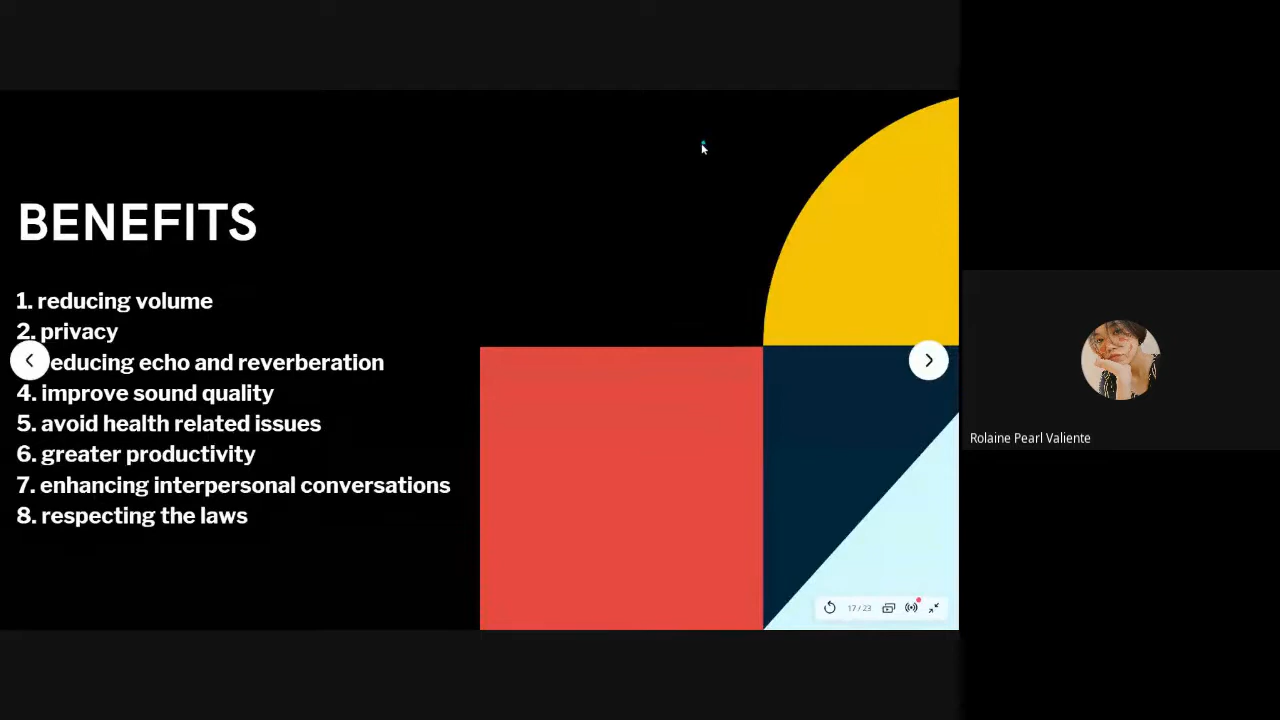 BENEFITS
1. reducing volume
2. privacy
educing echo and reverberation
4. improve sound quality
5. avoid health related issues
6. greater productivity
7. enhancing interpersonal conversations
8. respecting the laws
17 / 23
Rolaine Pearl Valiente